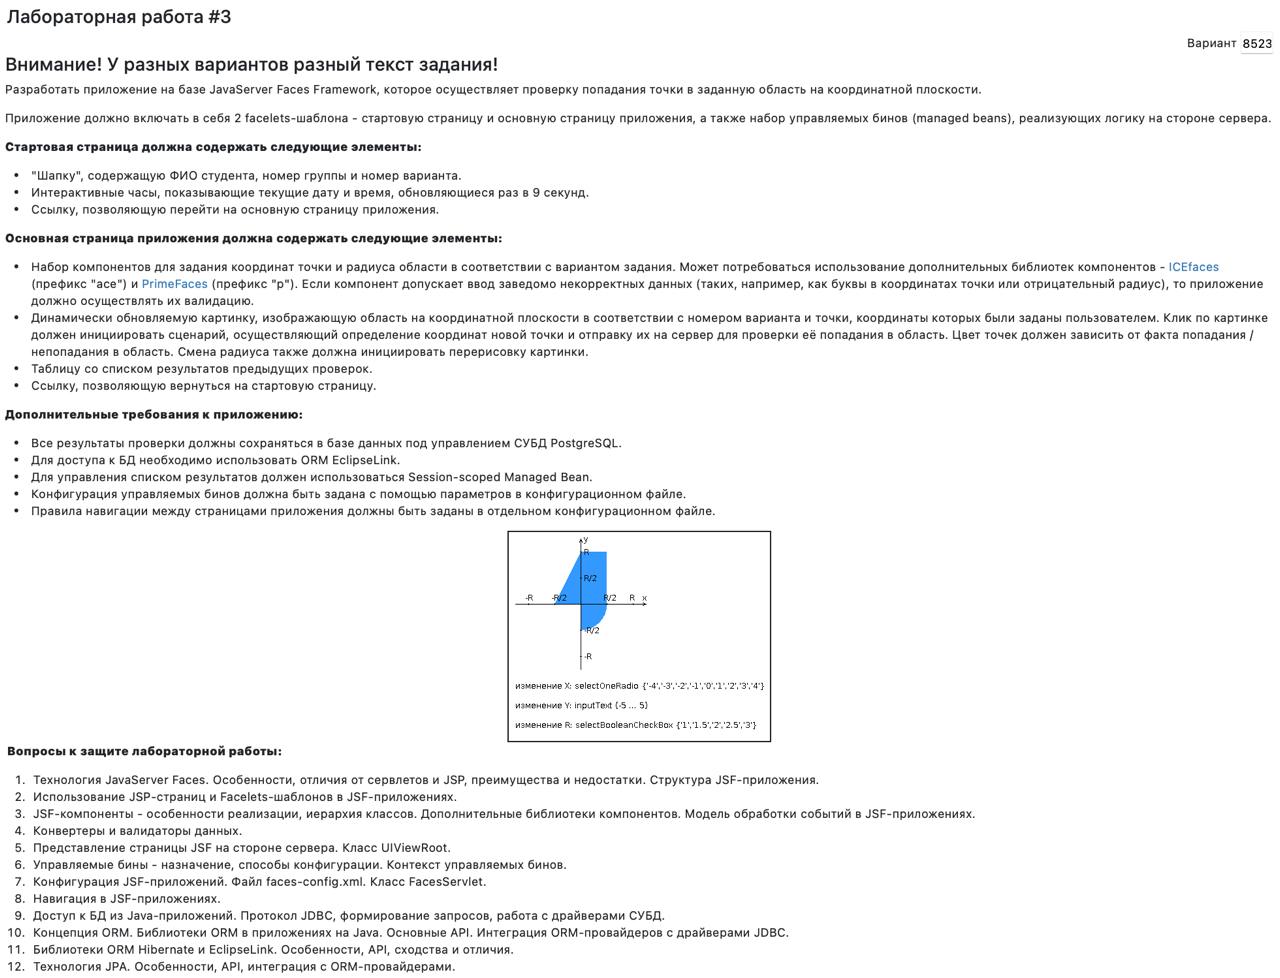 Лабораторная работа #3
Вариант 8523
Внимание! У разных вариантов разный текст задания!
Разработать приложение на базе JavaServer Faces Framework, которое осуществляет проверку попадания точки в заданную область на координатной плоскости.
Приложение должно включать в себя 2 facelets-шаблона - стартовую страницу и основную страницу приложения, а также набор управляемых бинов (managed beans), реализующих логику на стороне сервера.
Стартовая страница должна содержать следующие элементы:
• "Шапку", содержащую ФИО студента, номер группы и номер варианта.
• Интерактивные часы, показывающие текущие дату и время, обновляющиеся раз в 9 секунд.
• Ссылку, позволяющую перейти на основную страницу приложения.
Основная страница приложения должна содержать следующие элементы:
• Набор компонентов для задания координат точки и радиуса области в соответствии с вариантом задания. Может потребоваться использование дополнительных библиотек компонентов - ICEfaces
(префикс "ace") и PrimeFaces (префикс "p"). Если компонент допускает ввод заведомо некорректных данных (таких, например, как буквы в координатах точки или отрицательный радиус), то приложение
должно осуществлять их валидацию.
• Динамически обновляемую картинку, изображающую область на координатной плоскости в соответствии с номером варианта и точки, координаты которых были заданы пользователем. Клик по картинке
должен инициировать сценарий, осуществляющий определение координат новой точки и отправку их на сервер для проверки её попадания в область. Цвет точек должен зависить от факта попадания /
непопадания в область. Смена радиуса также должна инициировать перерисовку картинки.
• Таблицу со списком результатов предыдущих проверок.
• Ссылку, позволяющую вернуться на стартовую страницу.
Дополнительные требования к приложению:
• Все результаты проверки должны сохраняться в базе данных под управлением СУБД PostgreSQL.
• Для доступа к БД необходимо использовать ORM EclipseLink.
• Для управления списком результатов должен использоваться Session-scoped Managed Bean.
• Конфигурация управляемых бинов должна быть задана с помощью параметров в конфигурационном файле.
• Правила навигации между страницами приложения должны быть заданы в отдельном конфигурационном файле.
y
R
R/2
-R -R/2 R/2 R x
-R/2
-R
изменение X: selectOneRadio {'-4','-3','-2','-1','0','1','2','3','4'}
изменение Y: inputText (-5 ... 5)
изменение R: selectBooleanCheckBox {'1','1.5','2','2.5','3'}
Вопросы к защите лабораторной работы:
1. Технология JavaServer Faces. Особенности, отличия от сервлетов и JSP, преимущества и недостатки. Структура JSF-приложения.
2. Использование JSP-страниц и Facelets-шаблонов в JSF-приложениях.
3. JSF-компоненты - особенности реализации, иерархия классов. Дополнительные библиотеки компонентов. Модель обработки событий в JSF-приложениях.
4. Конвертеры и валидаторы данных.
5. Представление страницы JSF на стороне сервера. Класс UIViewRoot.
6. Управляемые бины - назначение, способы конфигурации. Контекст управляемых бинов.
7. Конфигурация JSF-приложений. Файл faces-config.xml. Класс FacesServlet.
8. Навигация в JSF-приложениях.
9. Доступ к БД из Java-приложений. Протокол JDBC, формирование запросов, работа с драйверами СУБД.
10. Концепция ORM. Библиотеки ORM в приложениях на Java. Основные API. Интеграция ORM-провайдеров с драйверами JDBC.
11. Библиотеки ORM Hibernate и EclipseLink. Особенности, API, сходства и отличия.
12. Технология JPA. Особенности, API, интеграция с ORM-провайдерами.